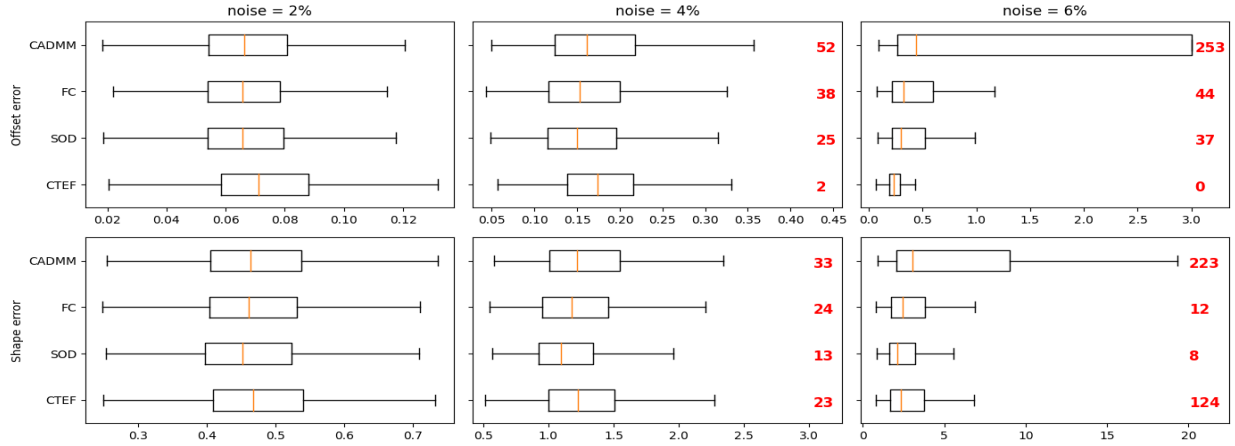 noise = 2% noise = 4% noise = 6%
Offset error
CADMM 52 253
FC 38 44
SOD 25 37
CTEF 2 0
0.02 0.04 0.06 0.08 0.10 0.12 0.05 0.10 0.15 0.20 0.25 0.30 0.35 0.40 0.45 0.0 0.5 1.0 1.5 2.0 2.5 3.0
Shape error
CADMM 33 223
FC 24 12
SOD 13 8
CTEF 23 124
0.3 0.4 0.5 0.6 0.7 0.5 1.0 1.5 2.0 2.5 3.0 0 5 10 15 20